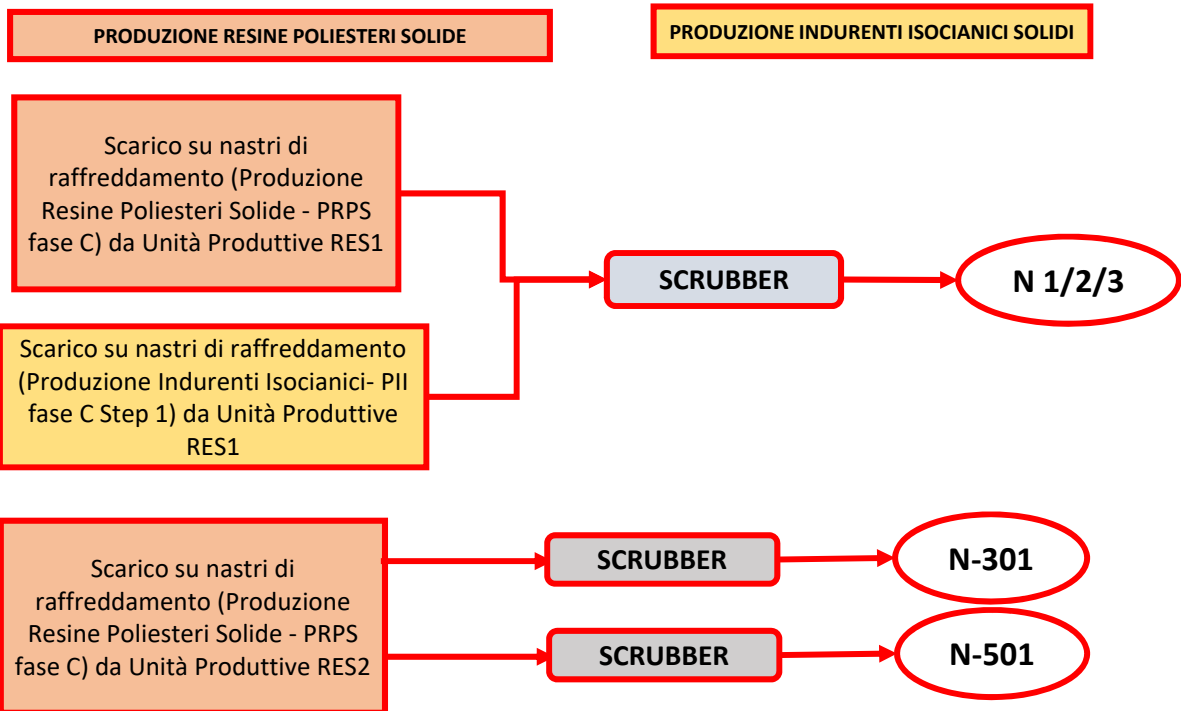 PRODUZIONE RESINE POLIESTERI SOLIDE
PRODUZIONE INDURENTI ISOCIANICI SOLIDI
Scarico su nastri di
raffreddamento (Produzione
Resine Poliesteri Solide - PRPS
fase C) da Unità Produttive RES1
SCRUBBER
N 1/2/3
Scarico su nastri di raffreddamento
(Produzione Indurenti Isocianici- PII
fase C Step 1) da Unità Produttive
RES1
Scarico su nastri di
raffreddamento (Produzione
Resine Poliesteri Solide - PRPS
fase C) da Unità Produttive RES2
SCRUBBER
N-301
SCRUBBER
N-501